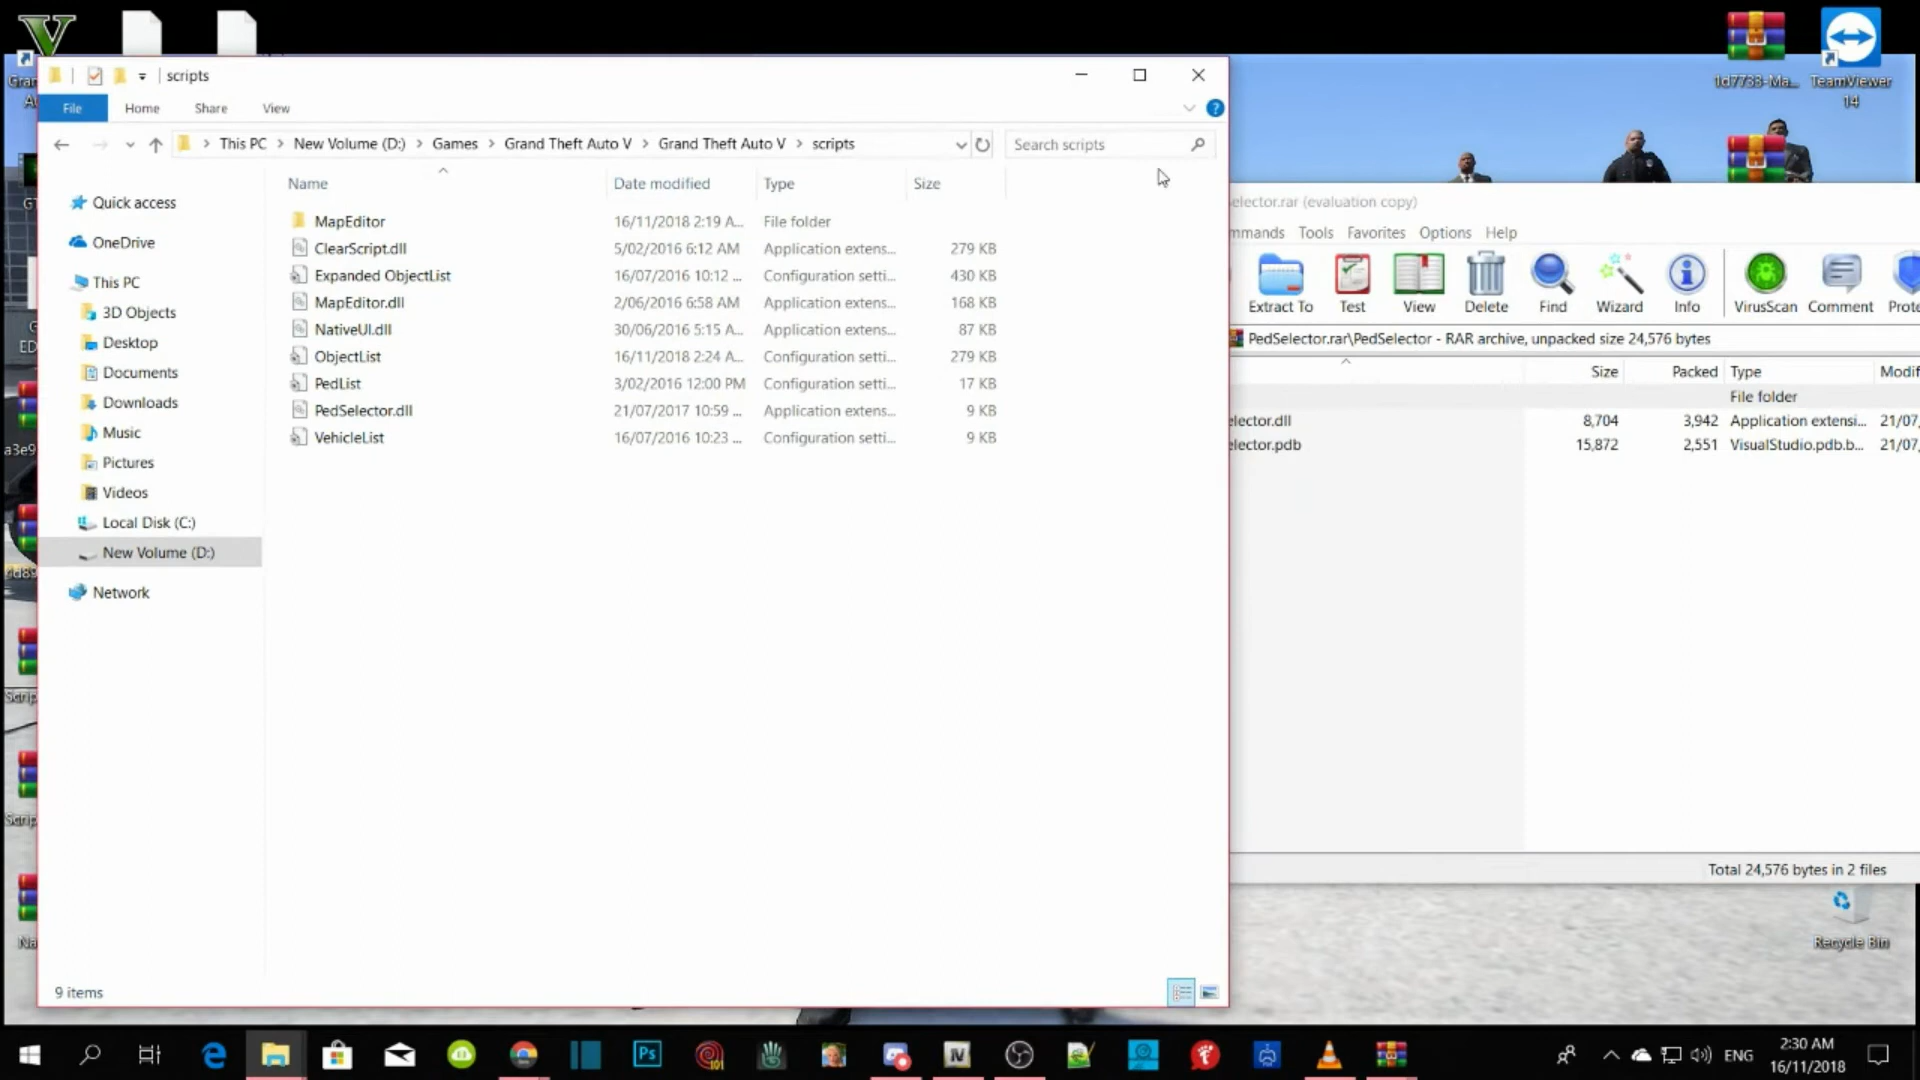 scripts
File
Home
Share
View
This PC
New Volume (D:)
Games
Grand Theft Auto V
Grand Theft Auto V
scripts
Search scripts
Name
Date modified
Type
Size
Quick access
OneDrive
This PC
3D Objects
Desktop
Documents
Downloads
Music
Pictures
Videos
Local Disk (C:)
New Volume (D:)
Network
MapEditor 16/11/2018 2:19 A... File folder
ClearScript.dll 5/02/2016 6:12 AM Application extens... 279 KB
Expanded ObjectList 16/07/2016 10:12 ... Configuration setti... 430 KB
MapEditor.dll 2/06/2016 6:58 AM Application extens... 168 KB
NativeUI.dll 30/06/2016 5:15 A... Application extens... 87 KB
ObjectList 16/11/2018 2:24 A... Configuration setti... 279 KB
PedList 3/02/2016 12:00 PM Configuration setti... 17 KB
PedSelector.dll 21/07/2017 10:59 ... Application extens... 9 KB
VehicleList 16/07/2016 10:23 ... Configuration setti... 9 KB
9 items
TeamViewer
14
elector.rar (evaluation copy)
mmands Tools Favorites Options Help
Extract To Test View Delete Find Wizard Info VirusScan Comment Prote
PedSelector.rar\PedSelector - RAR archive, unpacked size 24,576 bytes
Size Packed Type Modif
File folder
elector.dll 8,704 3,942 Application extensi... 21/07
elector.pdb 15,872 2,551 VisualStudio.pdb.b... 21/07
Total 24,576 bytes in 2 files
Recycle Bin
Ps
101
IV
ENG
2:30 AM
16/11/2018